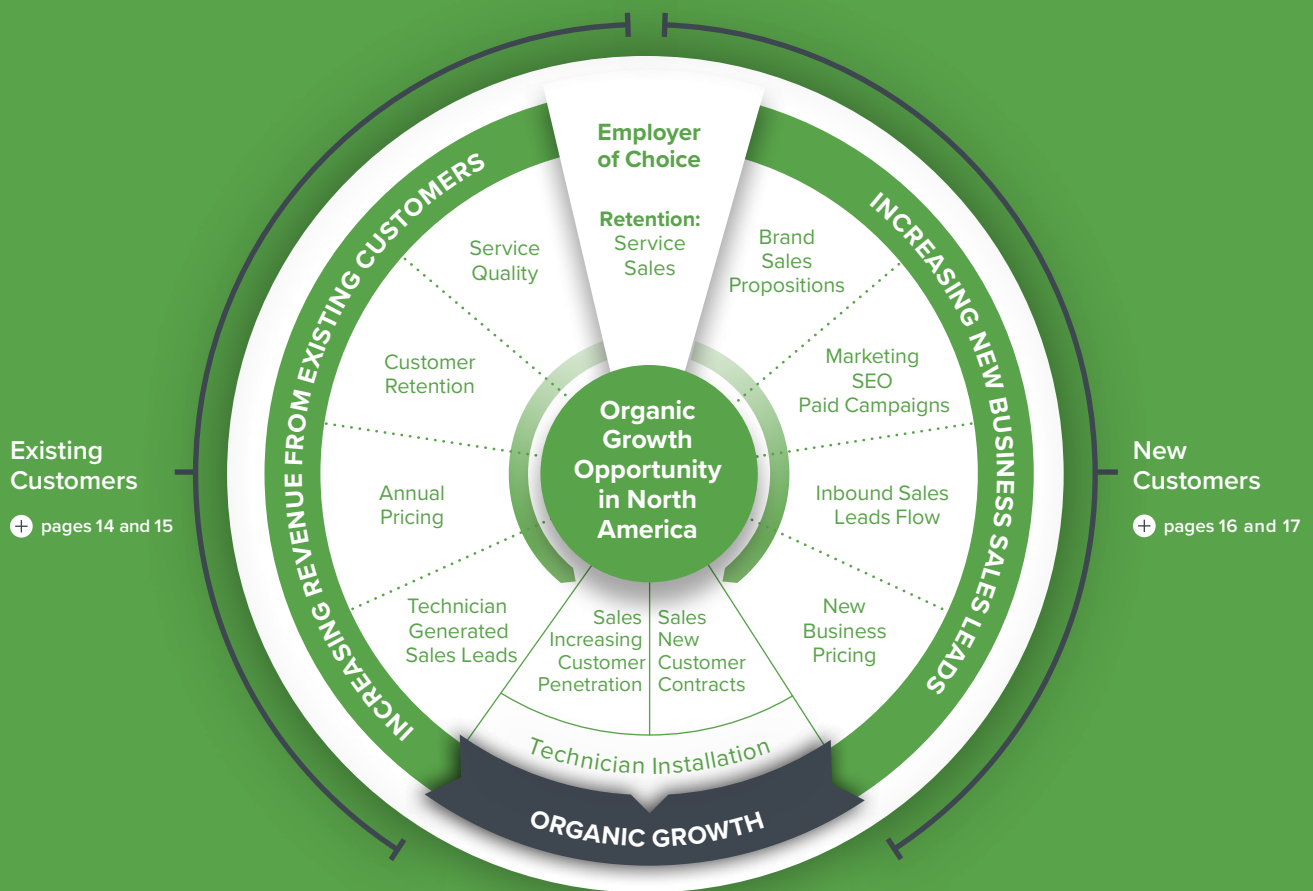 Employer
of Choice
Retention:
Service
Sales
INCREASING REVENUE FROM EXISTING CUSTOMERS
Service
Quality
Customer
Retention
Annual
Pricing
Technician
Generated
Sales Leads
Existing
Customers
+ pages 14 and 15
Organic
Growth
Opportunity
in North
America
INCREASING NEW BUSINESS SALES LEADS
Brand
Sales
Propositions
Marketing
SEO
Paid Campaigns
Inbound Sales
Leads Flow
New
Business
Pricing
New
Customers
+ pages 16 and 17
Sales
Increasing
Customer
Penetration
Sales
New
Customer
Contracts
Technician Installation
ORGANIC GROWTH